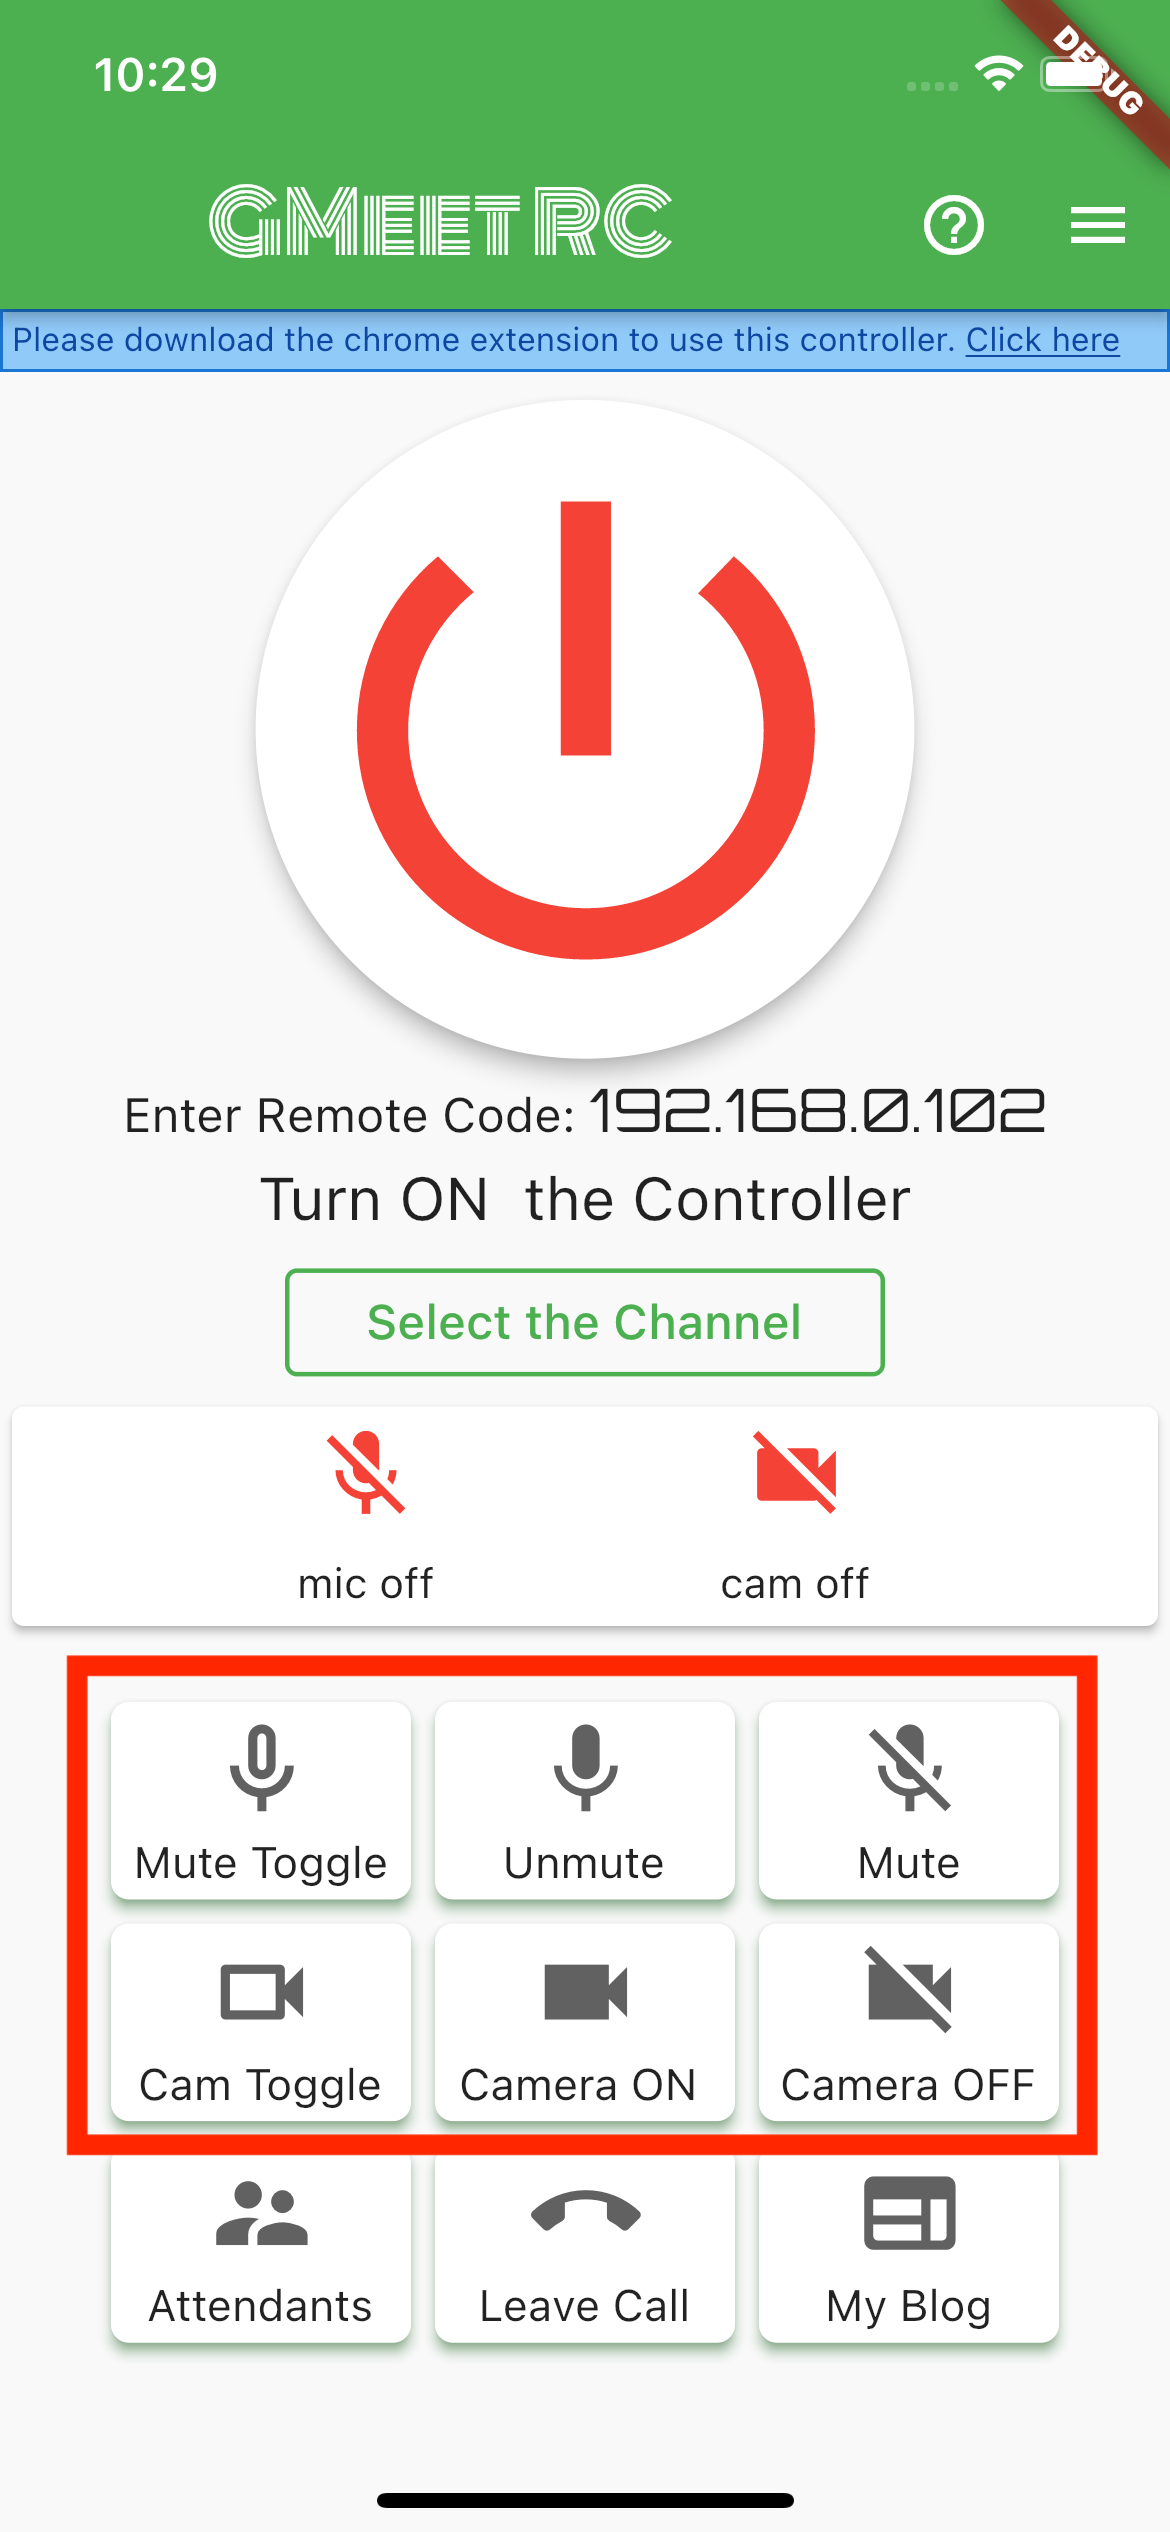 10:29
DEBUG
GMeet RC
Please download the chrome extension to use this controller. Click here
Enter Remote Code: 192.168.0.102
Turn ON  the Controller
Select the Channel
mic off cam off
Mute Toggle Unmute Mute
Cam Toggle Camera ON Camera OFF
Attendants Leave Call My Blog